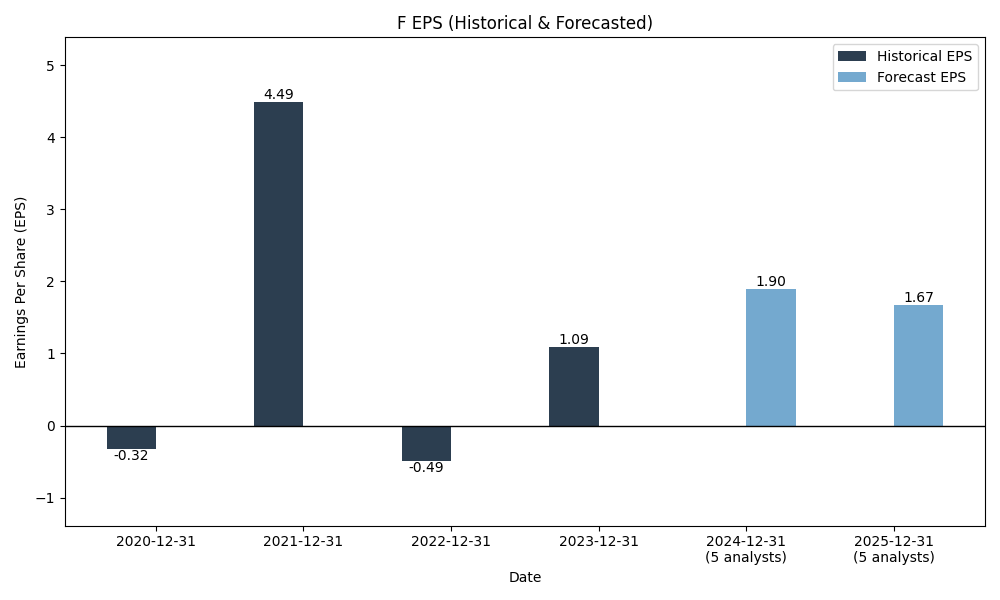 F EPS (Historical & Forecasted)
Historical EPS
Forecast EPS
Earnings Per Share (EPS)
5
4
3
2
1
0
−1
-0.32
4.49
-0.49
1.09
1.90
1.67
2020-12-31
2021-12-31
2022-12-31
2023-12-31
2024-12-31
(5 analysts)
2025-12-31
(5 analysts)
Date